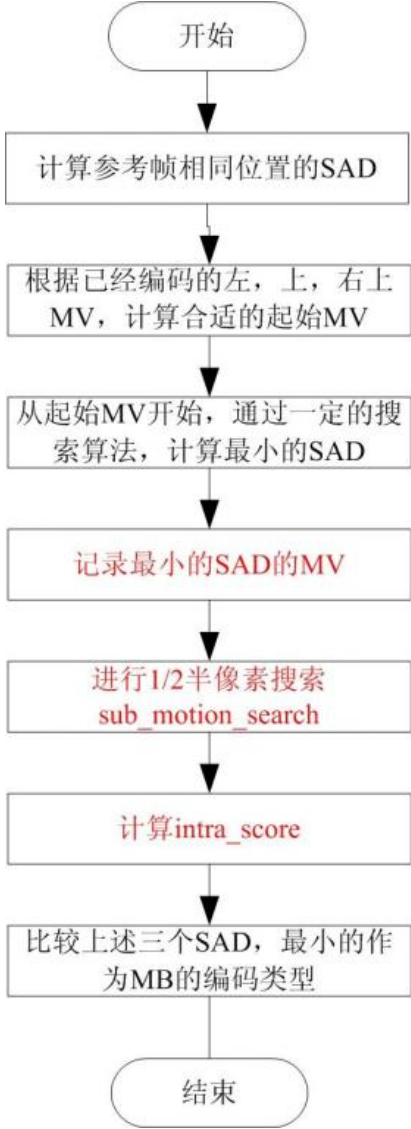 开始
计算参考帧相同位置的SAD
根据已经编码的左，上，右上
MV，计算合适的起始MV
从起始MV开始，通过一定的搜
索算法，计算最小的SAD
记录最小的SAD的MV
进行1/2半像素搜索
sub_motion_search
计算intra_score
比较上述三个SAD，最小的作
为MB的编码类型
结束